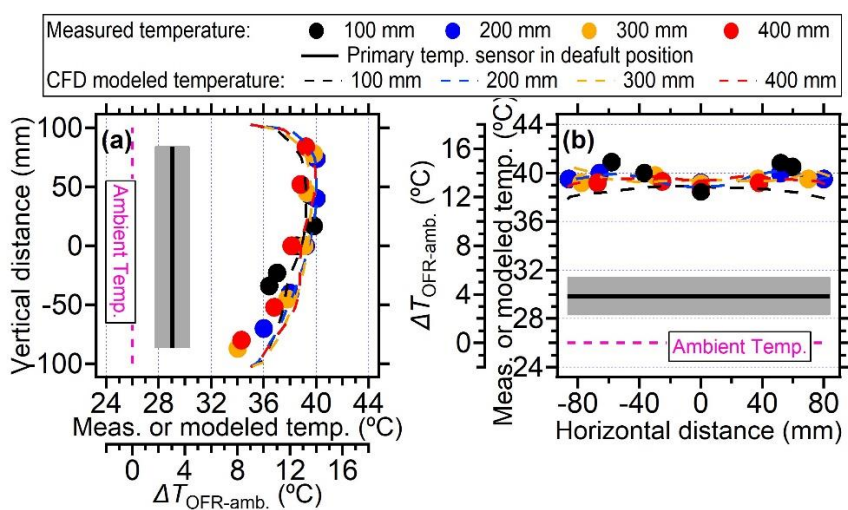 Measured temperature: 100 mm 200 mm 300 mm 400 mm
Primary temp. sensor in deafult position
CFD modeled temperature: 100 mm 200 mm 300 mm 400 mm
(a)
Vertical distance (mm)
100
50
0
-50
-100
Ambient Temp.
24 28 32 36 40 44
Meas. or modeled temp. (ºC)
0 4 8 12 16
ΔT OFR-amb. (ºC)
(b)
ΔT OFR-amb. (ºC)
16
12
8
4
0
Meas. or modeled temp. (ºC)
44
40
36
32
28
24
Ambient Temp.
-80 -40 0 40 80
Horizontal distance (mm)